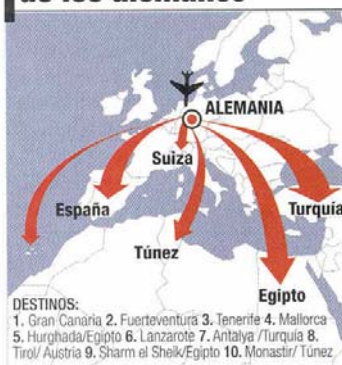 de los alemanes
ALEMANIA
Suiza
España
Turquía
Túnez
Egipto
DESTINOS:
1. Gran Canaria 2. Fuerteventura 3. Tenerife 4. Mallorca
5. Hurghada/Egipto 6. Lanzarote 7. Antalya /Turquía 8.
Tirol/ Austria 9. Sharm el Sheik/Egipto 10. Monastir/ Túnez